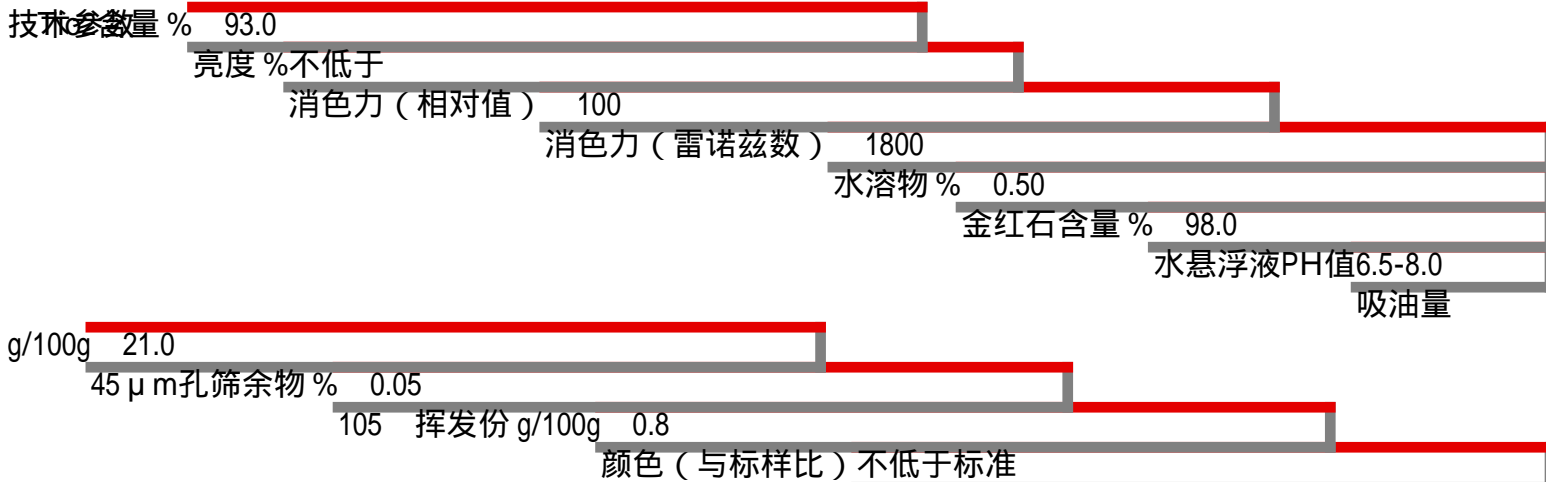 技术参数
Tio2含量 % 93.0
亮度 %不低于
消色力（相对值） 100
消色力（雷诺兹数） 1800
水溶物 % 0.50
金红石含量 % 98.0
水悬浮液PH值6.5-8.0
吸油量
g/100g 21.0
45μm孔筛余物 % 0.05
105 挥发份 g/100g 0.8
颜色（与标样比）不低于标准